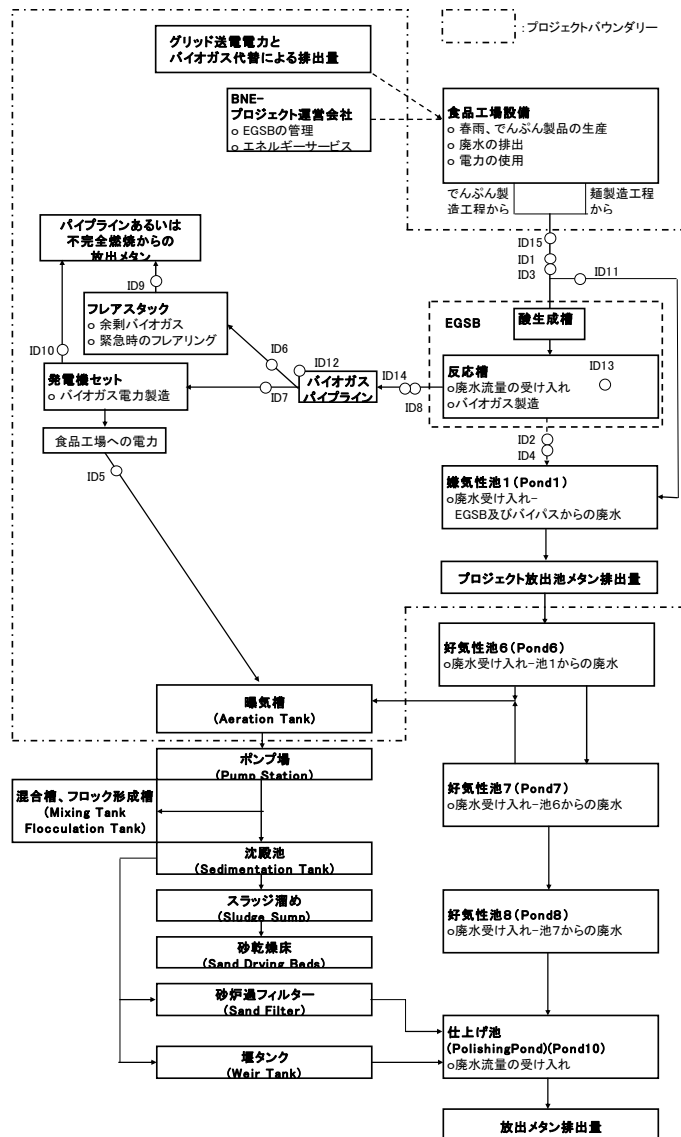 :プロジェクトバウンダリー
グリッド送電電力と
バイオガス代替による排出量
BNE-
プロジェクト運営会社
o EGSBの管理
o エネルギーサービス
食品工場設備
o 春雨、でんぷん製品の生産
o 廃水の排出
o 電力の使用
でんぷん製
造工程から
麺製造工程
から
パイプラインあるいは
不完全燃焼からの
放出メタン
ID15
ID1
ID3
ID11
ID9
フレアスタック
o 余剰バイオガス
o 緊急時のフレアリング
EGSB
酸生成槽
ID10
ID6
ID12
発電機セット
o バイオガス電力製造
ID7
バイオガス
パイプライン
ID14
ID8
反応槽
o廃水流量の受け入れ
oバイオガス製造
ID13
食品工場への電力
ID2
ID4
ID5
嫌気性池1(Pond1)
o廃水受け入れ-
EGSB及びバイパスからの廃水
プロジェクト放出池メタン排出量
好気性池6(Pond6)
o廃水受け入れ-池1からの廃水
曝気槽
(Aeration Tank)
ポンプ場
(Pump Station)
混合槽、フロック形成槽
(Mixing Tank
Flocculation Tank)
好気性池7(Pond7)
o廃水受け入れ-池6からの廃水
沈殿池
(Sedimentation Tank)
スラッジ溜め
(Sludge Sump)
好気性池8(Pond8)
o廃水受け入れ-池7からの廃水
砂乾燥床
(Sand Drying Beds)
砂炉過フィルター
(Sand Filter)
仕上げ池
(PolishingPond)(Pond10)
o廃水流量の受け入れ
堰タンク
(Weir Tank)
放出メタン排出量